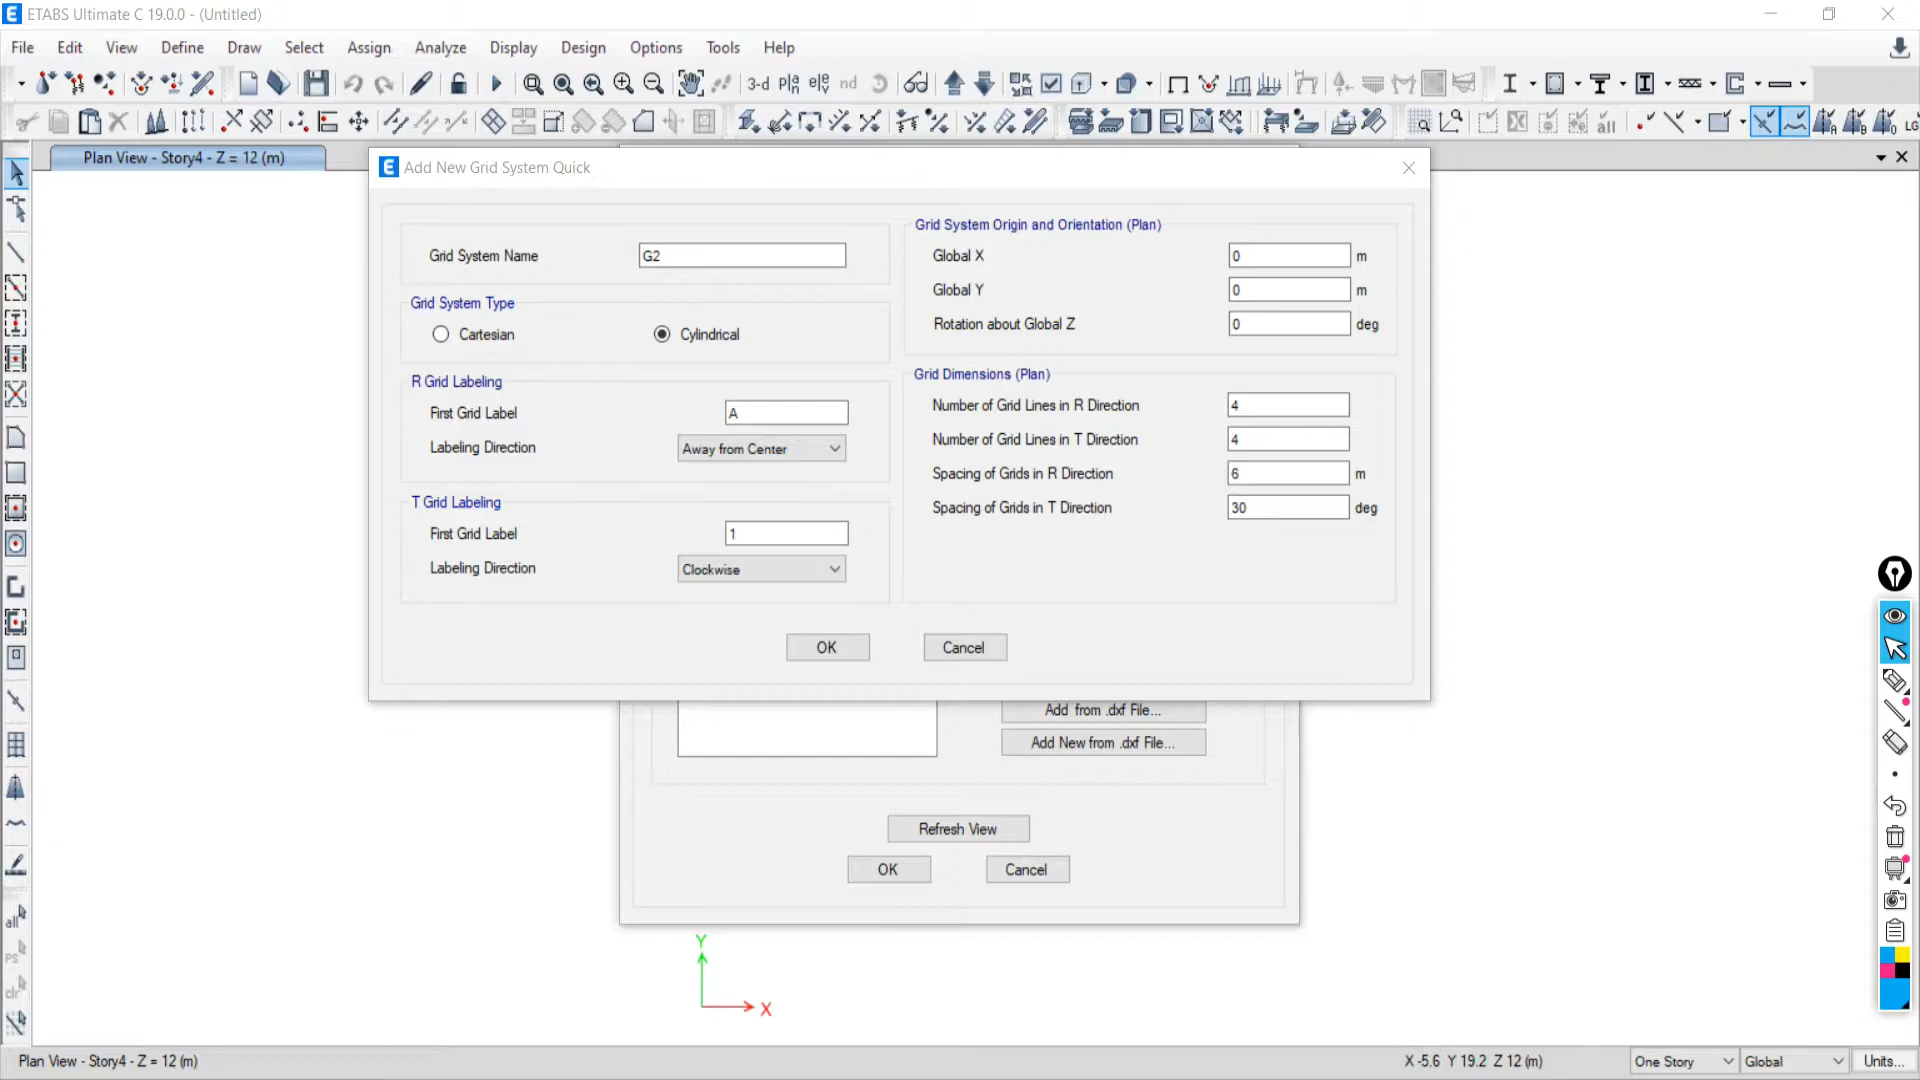 ETABS Ultimate C 19.0.0 - (Untitled)
File Edit View Define Draw Select Assign Analyze Display Design Options Tools Help
3-d nd
all LG
Plan View - Story4 - Z = 12 (m)
Add New Grid System Quick
Grid System Name G2
Grid System Type
Cartesian Cylindrical
R Grid Labeling
First Grid Label A
Labeling Direction Away from Center
T Grid Labeling
First Grid Label 1
Labeling Direction Clockwise
Grid System Origin and Orientation (Plan)
Global X 0 m
Global Y 0 m
Rotation about Global Z 0 deg
Grid Dimensions (Plan)
Number of Grid Lines in R Direction 4
Number of Grid Lines in T Direction 4
Spacing of Grids in R Direction 6 m
Spacing of Grids in T Direction 30 deg
OK Cancel
Add from .dxf File...
Add New from .dxf File...
Refresh View
OK Cancel
all
PS
clr
Y
X
Plan View - Story4 - Z = 12 (m)
X -5.6 Y 19.2 Z 12 (m)
One Story
Global
Units...